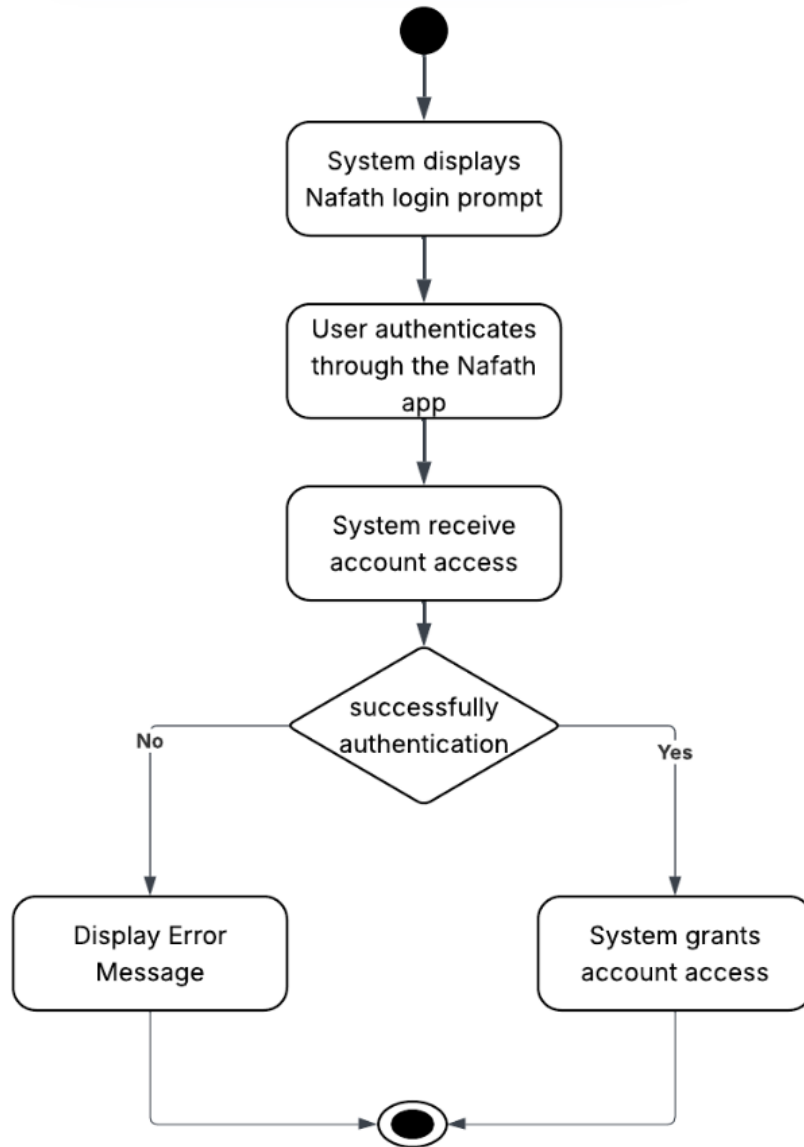 System displays
Nafath login prompt
User authenticates
through the Nafath
app
System receive
account access
successfully
authentication
No
Yes
Display Error
Message
System grants
account access